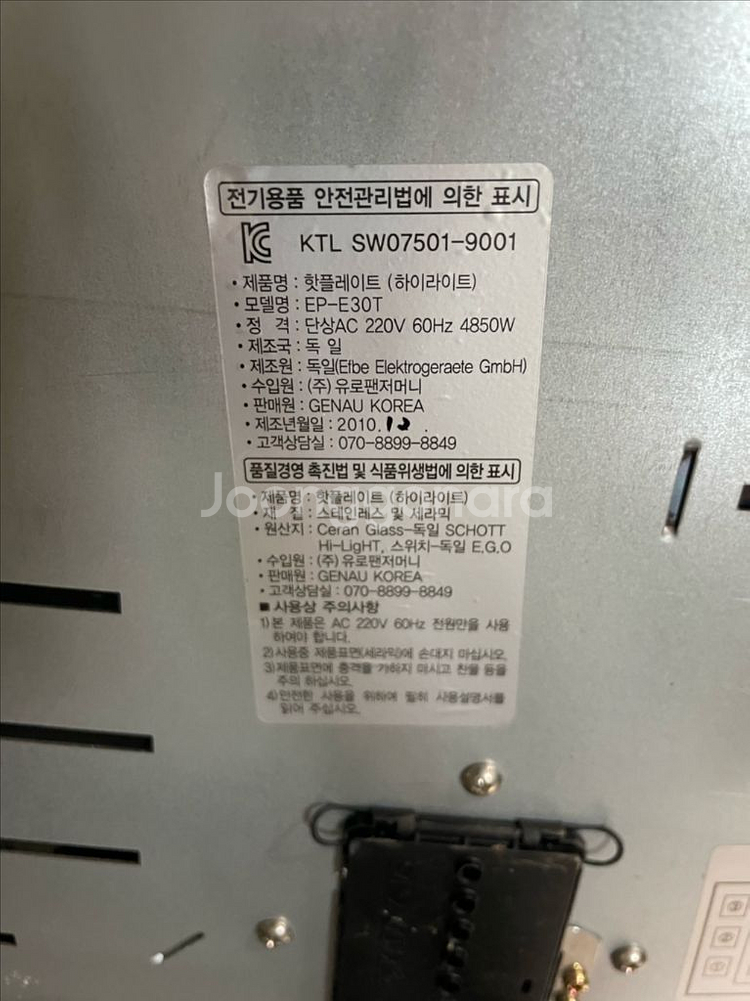 전기용품 안전관리법에 의한 표시
KTL SW07501-9001
• 제품명 : 핫플레이트 (하이라이트)
• 모델명 : EP-E30T
• 정 격 : 단상AC 220V 60Hz 4850W
• 제조국 : 독 일
• 제조원 : 독일(Efbe Elektrogeraete GmbH)
• 수입원 : (주) 유로팬저머니
• 판매원 : GENAU KOREA
• 제조년월일 : 2010. 12.
• 고객상담실 : 070-8899-8849
품질경영 촉진법 및 식품위생법에 의한 표시
Joonggonara
• 제품명 : 핫플레이트 (하이라이트)
• 재 질 : 스테인레스 및 세라믹
• 원산지 : Ceran Glass-독일 SCHOTT
Hi-LigHT, 스위치-독일 E.G.O
• 수입원 : (주) 유로팬저머니
• 판매원 : GENAU KOREA
• 고객상담실 : 070-8899-8849
■ 사용상 주의사항
1) 본 제품은 AC 220V 60Hz 전원만을 사용
하여야 합니다.
2) 사용중 제품표면(세라믹)에 손대지 마십시오.
3) 제품표면에 충격을 가하지 마시고 찬물 등을
주의 하십시오.
4) 안전한 사용을 위하여 필히 사용설명서를
읽어 주십시오.
①
②